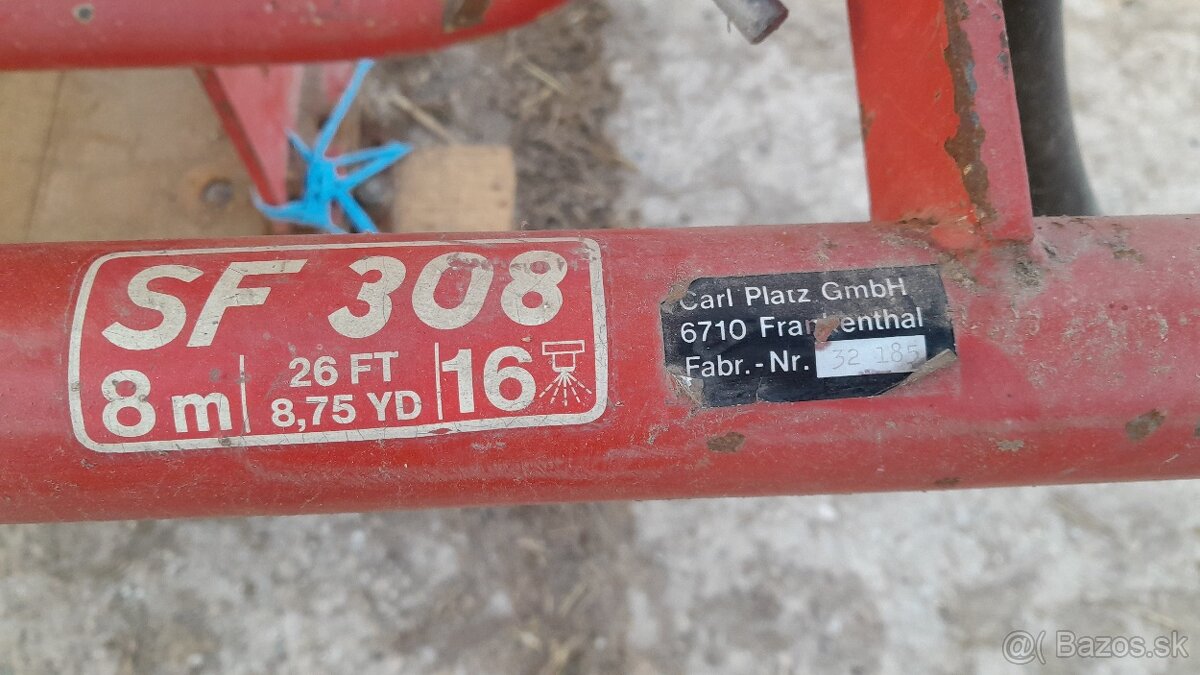 SF 308
8 m
26 FT
8,75 YD
16
Carl Platz GmbH
6710 Frankenthal
Fabr.-Nr. 32 185
@( Bazos.sk